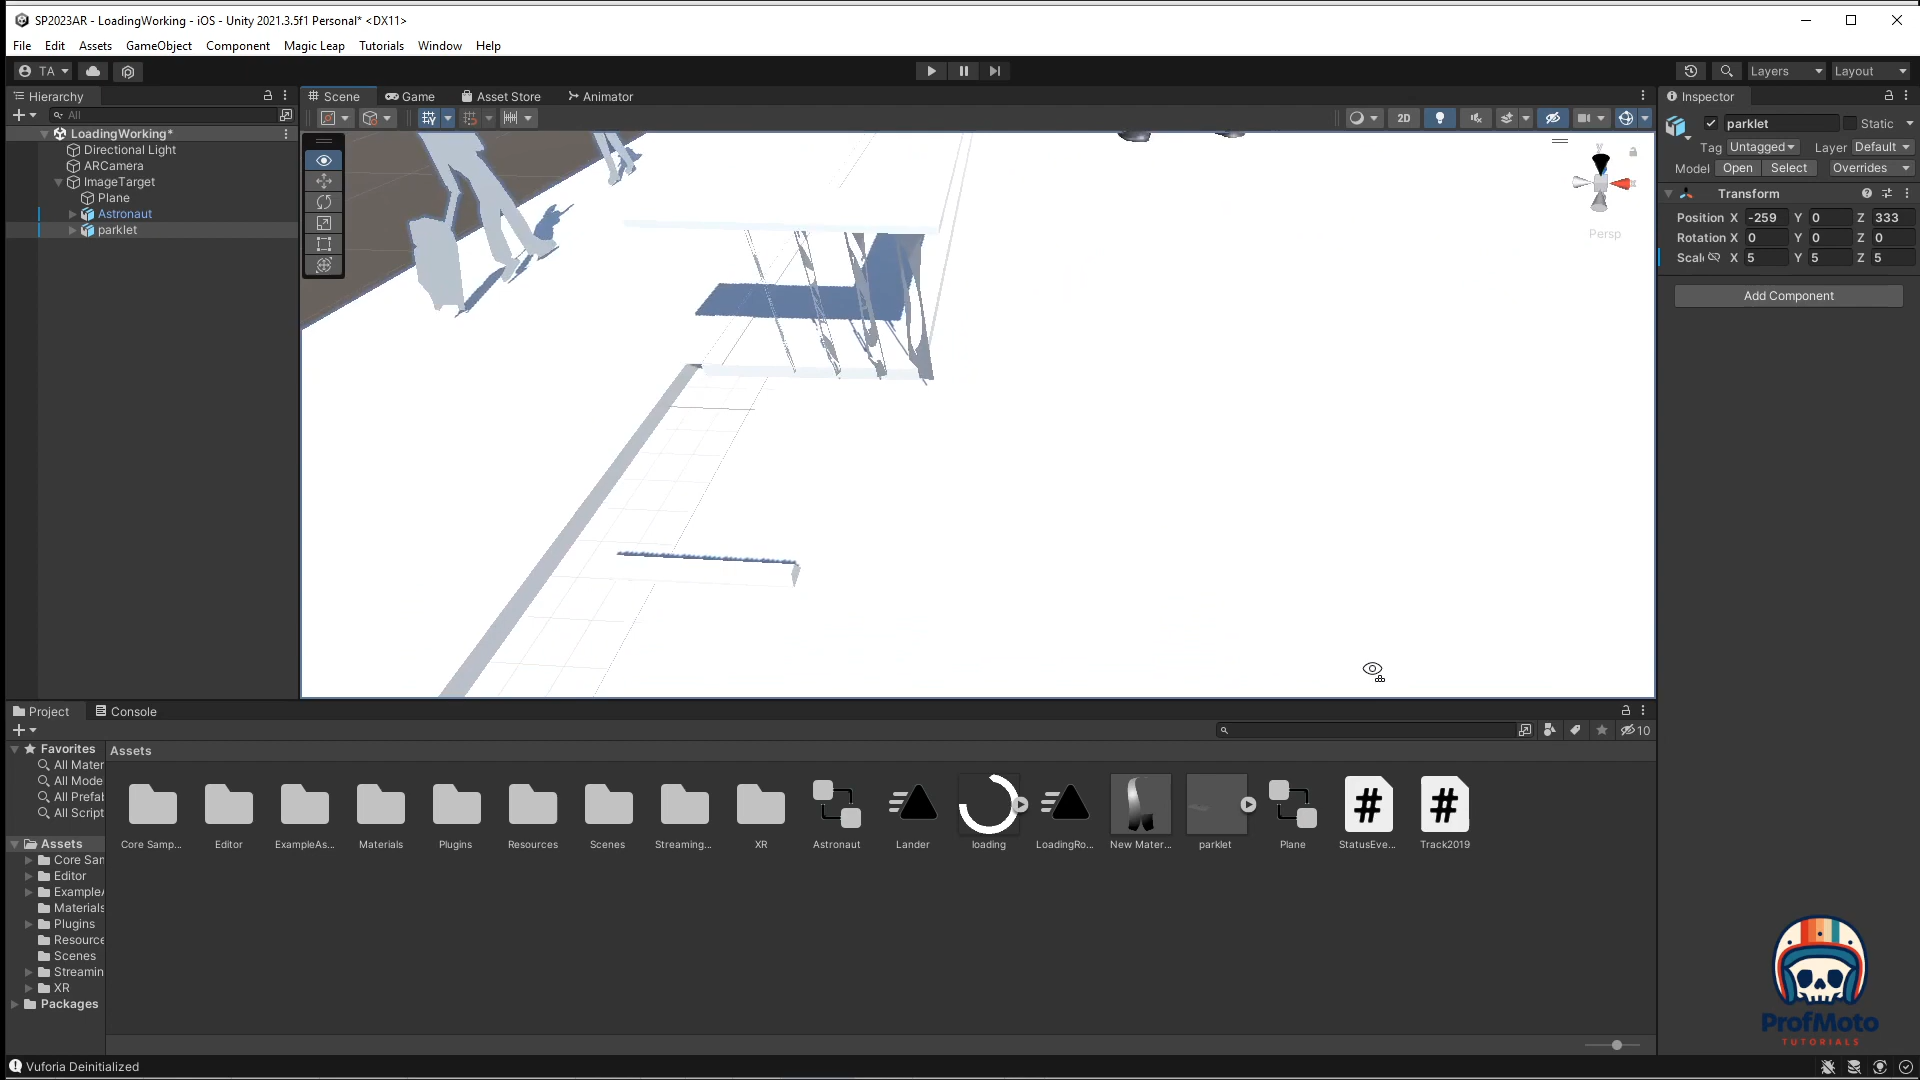 SP2023AR - LoadingWorking - iOS - Unity 2021.3.5f1 Personal* <DX11>
File Edit Assets GameObject Component Magic Leap Tutorials Window Help
TA Layers Layout
Hierarchy Scene Game Asset Store Animator Inspector
All 2D
parklet Static
LoadingWorking*
Directional Light
ARCamera
ImageTarget
Plane
Astronaut
parklet
Tag Untagged Layer Default
Model Open Select Overrides
Transform
Position X -259 Y 0 Z 333
Rotation X 0 Y 0 Z 0
Scal X 5 Y 5 Z 5
Add Component
y
Persp
Project Console
10
Favorites
All Mater
All Mode
All Prefab
All Script
Assets
Core Sam
Editor
ExampleA
Materials
Plugins
Resource
Scenes
Streamin
XR
Packages
Assets
Core Samp... Editor ExampleAs... Materials Plugins Resources Scenes Streaming... XR Astronaut Lander loading LoadingRo... New Mater... parklet Plane StatusEve... Track2019
ProfMoto
TUTORIALS
Vuforia Deinitialized